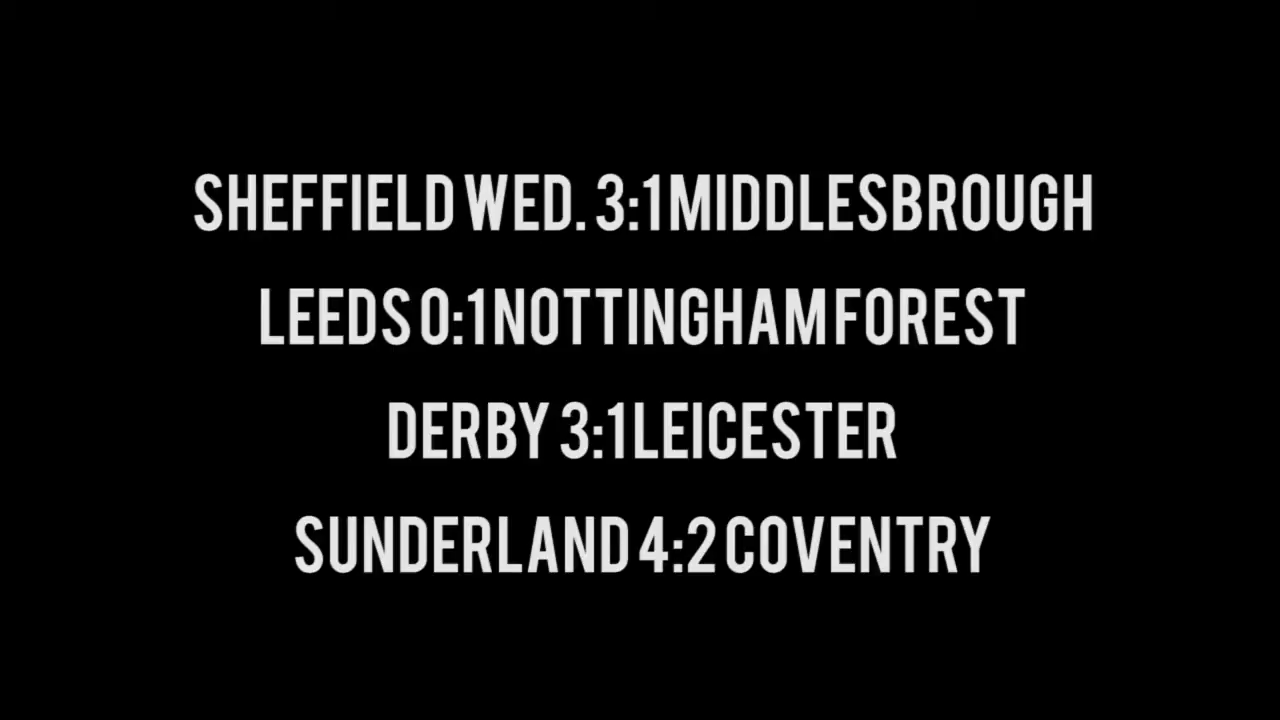 SHEFFIELD WED. 3:1 MIDDLESBROUGH
LEEDS 0:1 NOTTINGHAM FOREST
DERBY 3:1 LEICESTER
SUNDERLAND 4:2 COVENTRY